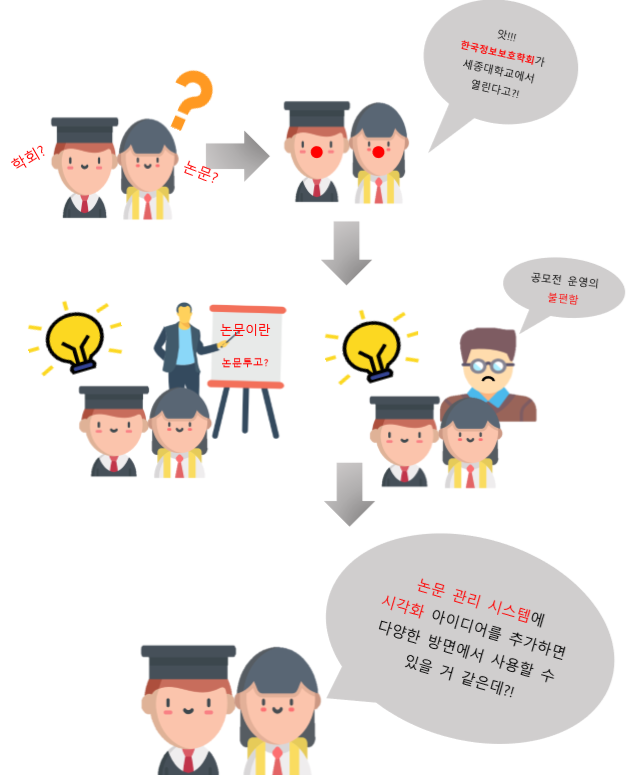 앗!!!
한국정보보호학회가
세종대학교에서
열린다고?!
학회?
논문?
공모전 운영의
불편함
논문이란
논문투고?
논문 관리 시스템에
시각화 아이디어를 추가하면
다양한 방면에서 사용할 수
있을 거 같은데?!